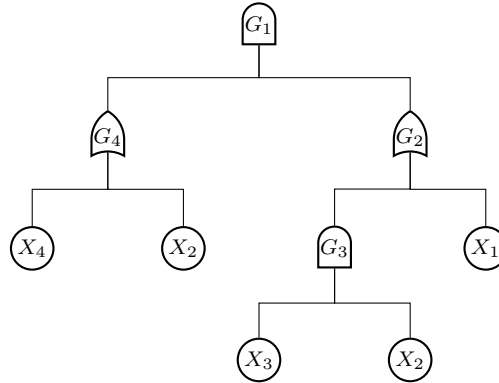 G₁
G₄ G₂
X₄ X₂ G₃ X₁
X₃ X₂